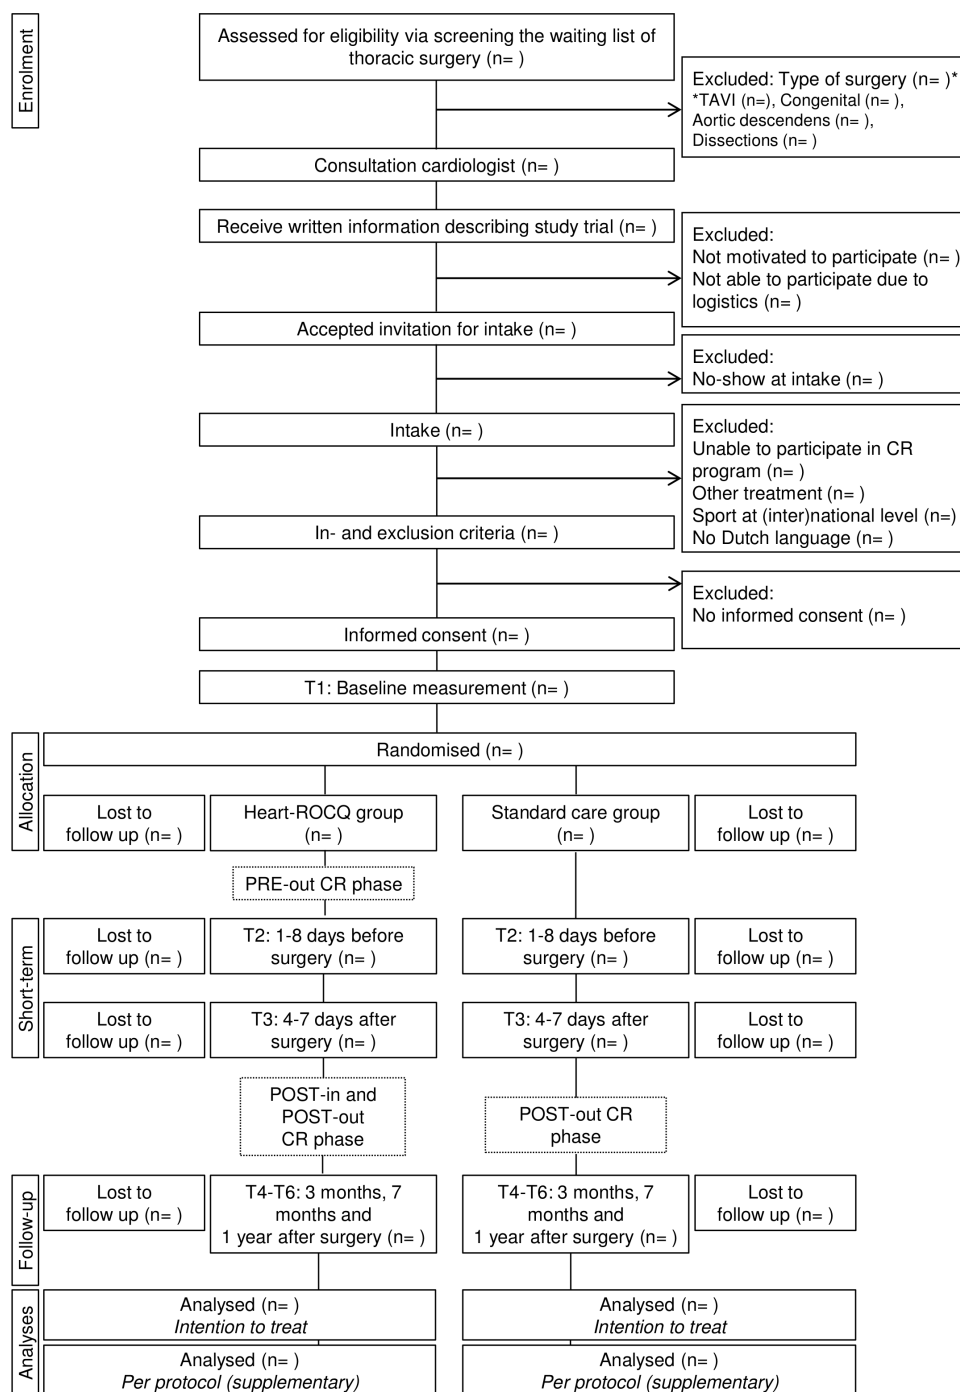 Enrolment
Assessed for eligibility via screening the waiting list of
thoracic surgery (n= )
Excluded: Type of surgery (n= )*
*TAVI (n=), Congenital (n= ),
Aortic descendens (n= ),
Dissections (n= )
Consultation cardiologist (n= )
Receive written information describing study trial (n= )
Excluded:
Not motivated to participate (n= )
Not able to participate due to
logistics (n= )
Accepted invitation for intake (n= )
Excluded:
No-show at intake (n= )
Intake (n= )
Excluded:
Unable to participate in CR
program (n= )
Other treatment (n= )
Sport at (inter)national level (n=)
No Dutch language (n= )
In- and exclusion criteria (n= )
Excluded:
No informed consent (n= )
Informed consent (n= )
T1: Baseline measurement (n= )
Allocation
Randomised (n= )
Lost to
follow up (n= )
Heart-ROCQ group
(n= )
Standard care group
(n= )
Lost to
follow up (n= )
PRE-out CR phase
Short-term
Lost to
follow up (n= )
T2: 1-8 days before
surgery (n= )
T2: 1-8 days before
surgery (n= )
Lost to
follow up (n= )
Lost to
follow up (n= )
T3: 4-7 days after
surgery (n= )
T3: 4-7 days after
surgery (n= )
Lost to
follow up (n= )
POST-in and
POST-out
CR phase
POST-out CR
phase
Follow-up
Lost to
follow up (n= )
T4-T6: 3 months, 7
months and
1 year after surgery (n= )
T4-T6: 3 months, 7
months and
1 year after surgery (n= )
Lost to
follow up (n= )
Analyses
Analysed (n= )
Intention to treat
Analysed (n= )
Intention to treat
Analysed (n= )
Per protocol (supplementary)
Analysed (n= )
Per protocol (supplementary)